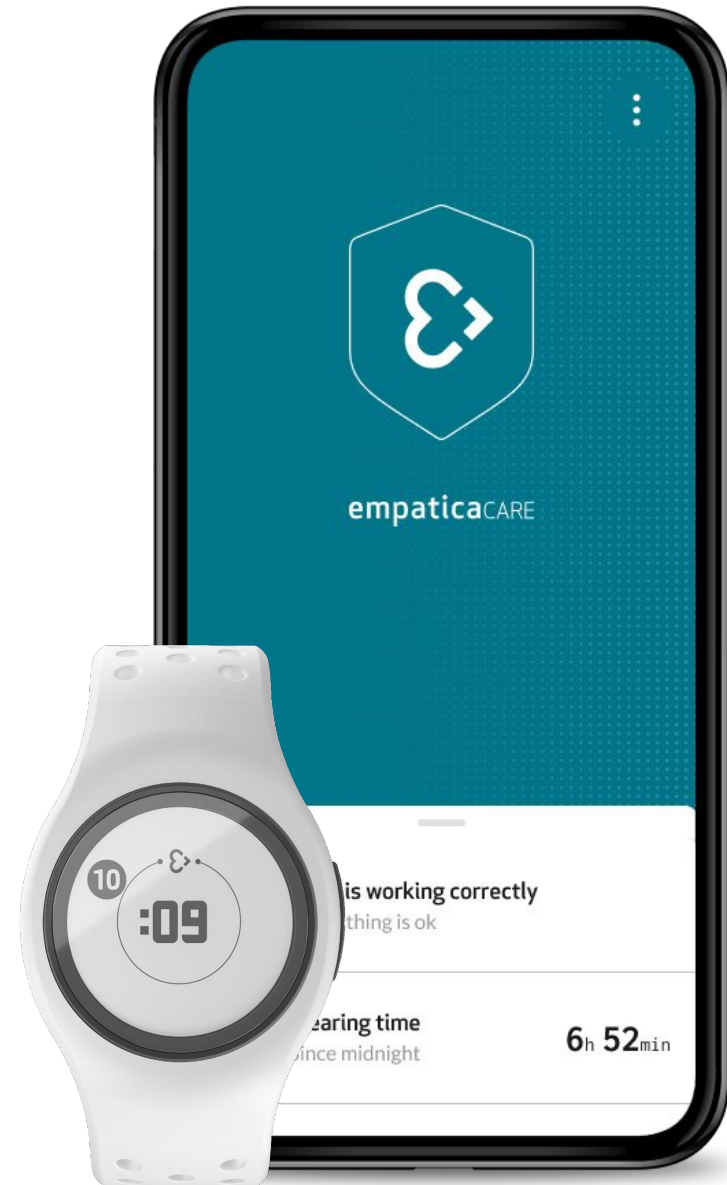 empaticaCARE
is working correctly
thing is ok
earing time
6h 52min
ince midnight
10
:09